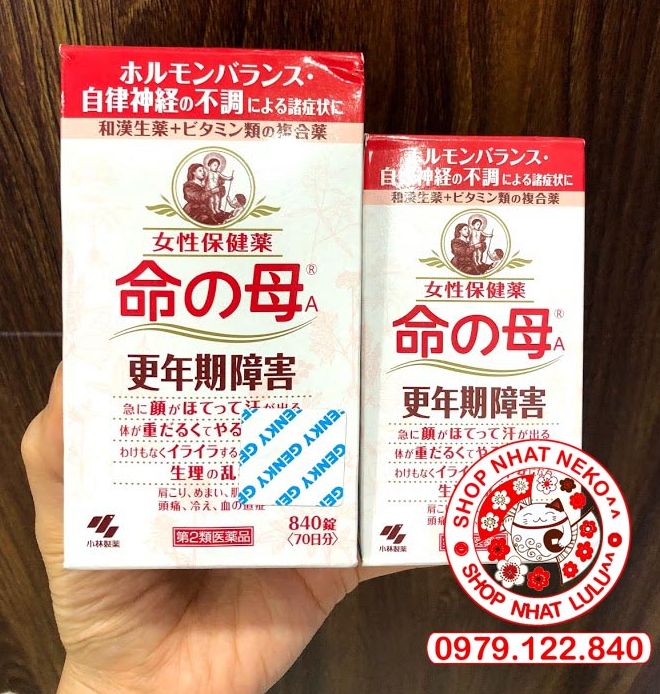 ホルモンバランス・
自律神経の不調による諸症状に
和漢生薬+ビタミン類の複合薬
女性保健薬
命の母®A
更年期障害
急に顔がほてって汗が出る
体が重だるくてやる
わけもなくイライラする
生理の乱
肩こり、めまい、
頭痛、冷え、血の道症
小林製薬
第2類医薬品
840錠
〈70日分〉
GENKY GENKY
ホルモンバランス・
自律神経の不調による諸症状に
和漢生薬+ビタミン類の複合薬
女性保健薬
命の母®A
更年期障害
急に顔がほてって汗が出る
体が重だるくてや
わけもなくイライ
生
肩こ
頭痛
小林製薬
第
SHOP NHAT NEKO^^
SHOP NHAT LULU^^
0979.122.840